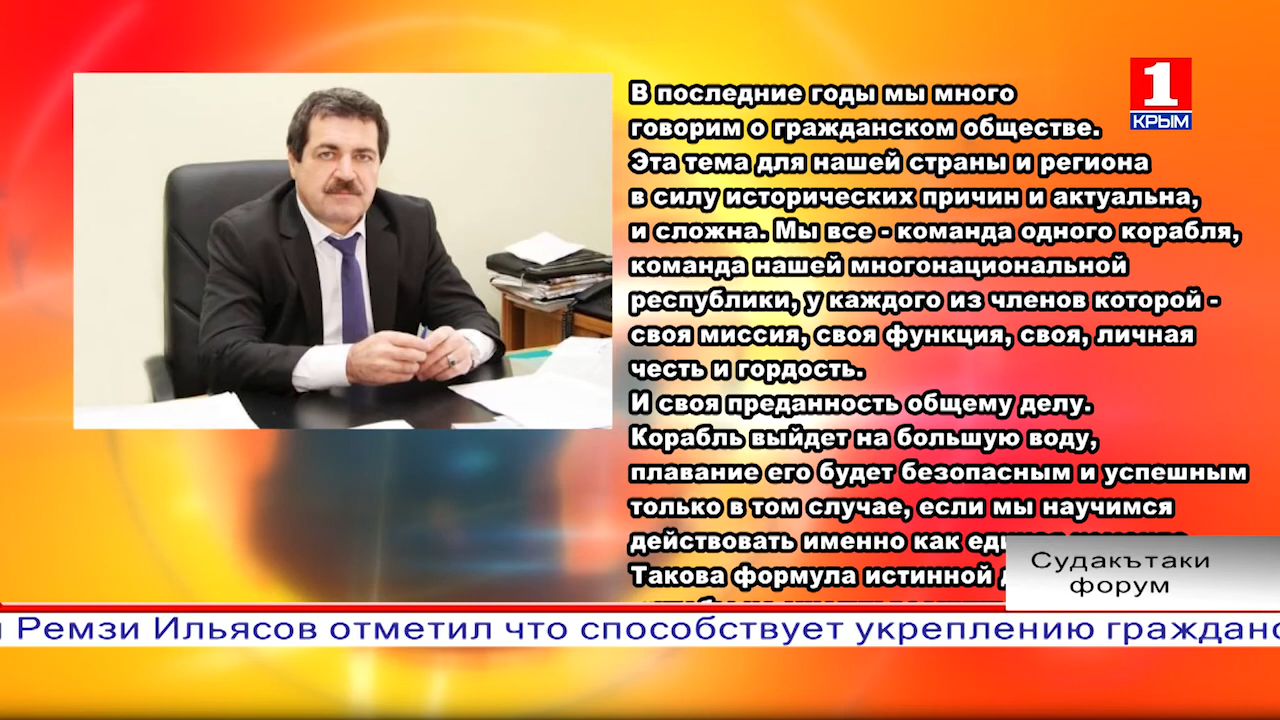 1
КРЫМ
В последние годы мы много
говорим о гражданском обществе.
Эта тема для нашей страны и региона
в силу исторических причин и актуальна,
и сложна. Мы все - команда одного корабля,
команда нашей многонациональной
республики, у каждого из членов которой -
своя миссия, своя функция, своя, личная
честь и гордость.
И своя преданность общему делу.
Корабль выйдет на большую воду,
плавание его будет безопасным и успешным
только в том случае, если мы научимся
действовать именно как
Такова формула истинной
Судакътаки
форум
Ремзи Ильясов отметил что способствует укреплению